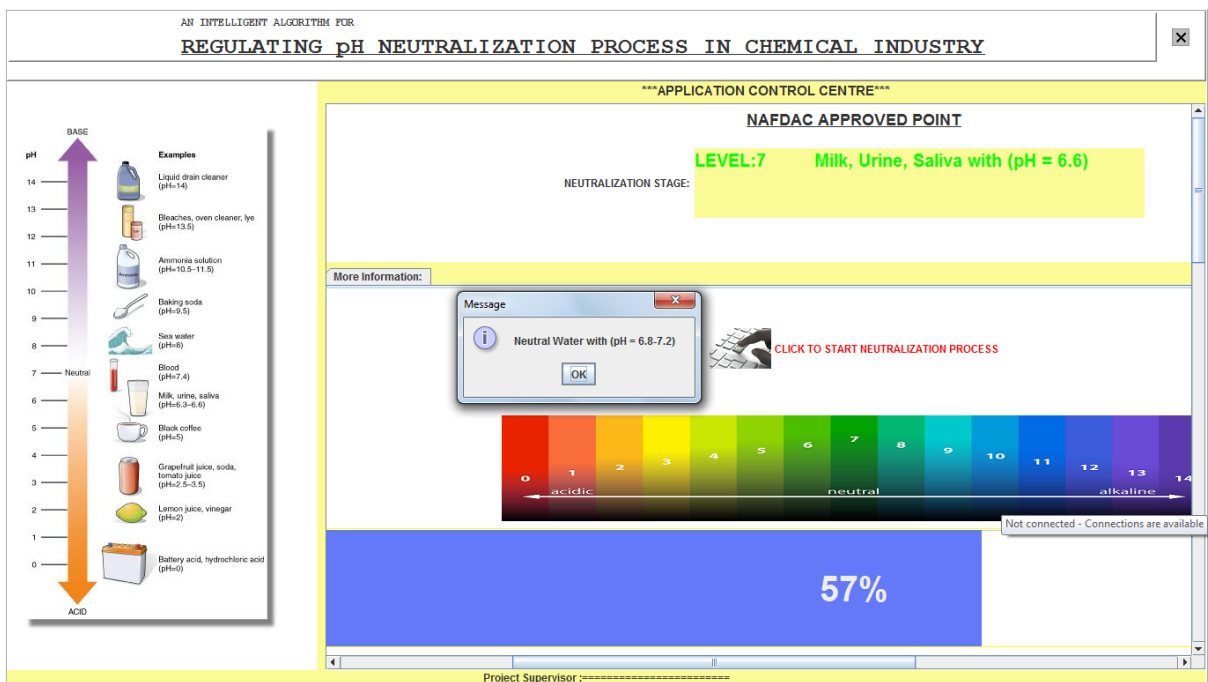 AN INTELLIGENT ALGORITHM FOR
REGULATING pH NEUTRALIZATION PROCESS IN CHEMICAL INDUSTRY
***APPLICATION CONTROL CENTRE***
BASE
pH
Examples
14
Liquid drain cleaner
(pH=14)
13
Bleaches, oven cleaner, lye
(pH=13.5)
12
11
Ammonia solution
(pH=10.5–11.5)
10
Baking soda
(pH=9.5)
9
Sea water
(pH=8)
8
Blood
(pH=7.4)
7 Neutral
Milk, urine, saliva
(pH=6.3–6.6)
6
5
Black coffee
(pH=5)
4
Grapefruit juice, soda,
tomato juice
(pH=2.5–3.5)
3
2
Lemon juice, vinegar
(pH=2)
1
0
Battery acid, hydrochloric acid
(pH=0)
ACID
NAFDAC APPROVED POINT
NEUTRALIZATION STAGE:
LEVEL:7 Milk, Urine, Saliva with (pH = 6.6)
More Information:
Message
Neutral Water with (pH = 6.8-7.2)
OK
CLICK TO START NEUTRALIZATION PROCESS
0 1 2 3 4 5 6 7 8 9 10 11 12 13 14
acidic neutral alkaline
Not connected - Connections are available
57%
Project Supervisor :========================